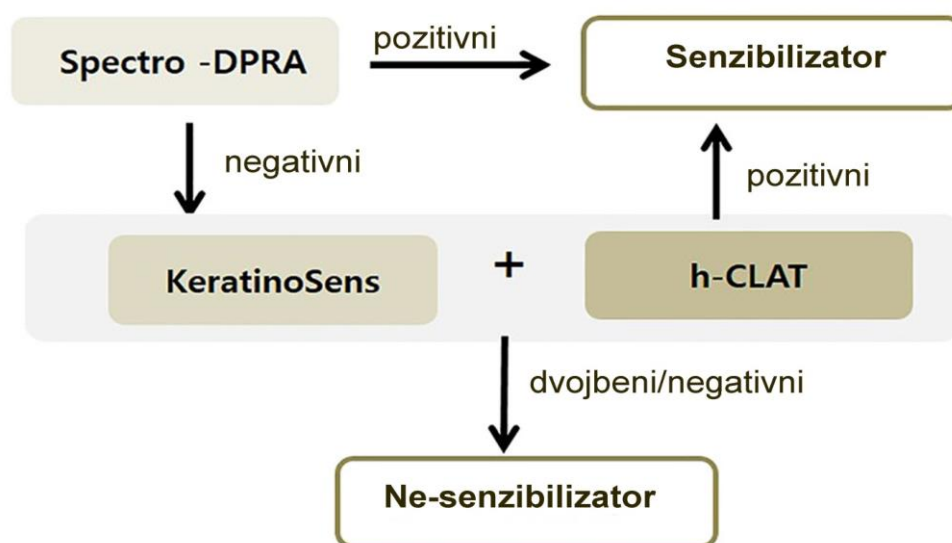 Spectro -DPRA
pozitivni
Senzibilizator
negativni
pozitivni
KeratinoSens
+
h-CLAT
dvojbeni/negativni
Ne-senzibilizator